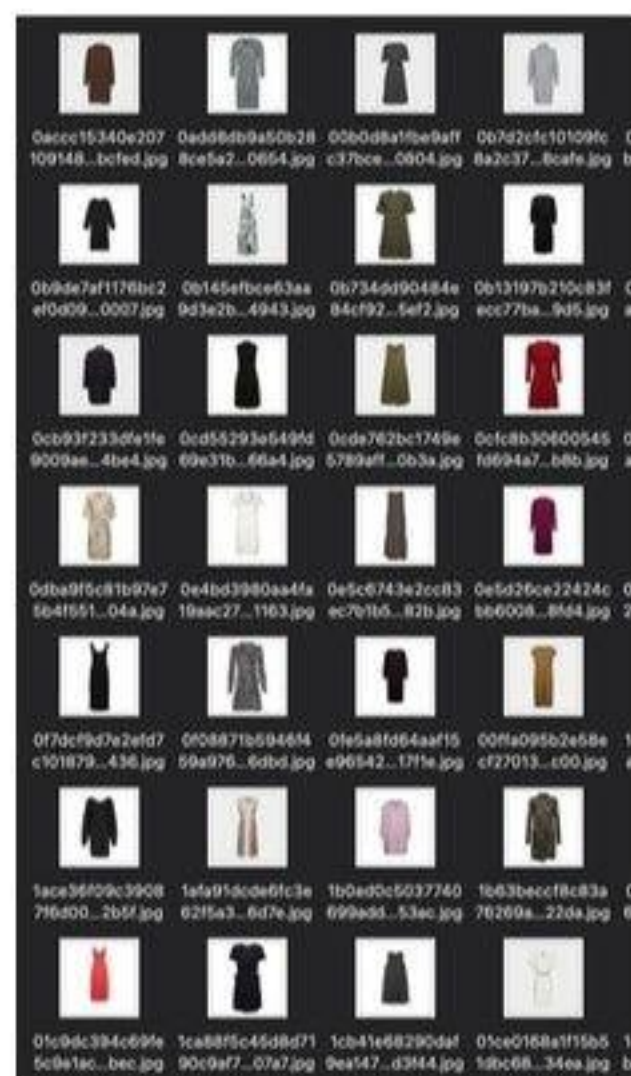 0accc15340e207 0add8db9a50b28 00b0d8a1fbe9aff 0b7d2cfc10109fc
109148...bcfed.jpg 8ce5a2...0654.jpg c37bce...0804.jpg 8a2c37...8cafe.jpg
0b9de7af1176bc2 0b145efbce63aa 0b734dd90484e 0b13197b210c83f
ef0d09...0007.jpg 9d3e2b...4943.jpg 84cf92...5ef2.jpg ecc77ba...9d5.jpg
0cb93f233dfe1fe 0cd55293e549fd 0cde762bc1749e 0cfc8b30600545
9009ae...4be4.jpg 69e31b...66a4.jpg 5789aff...0b3a.jpg fd694a7...b8b.jpg
0dba9f5c81b97e7 0e4bd3980aa4fa 0e5c6743e2cc83 0e5d26ce22424c
5b4f551...04a.jpg 19aac27...1163.jpg ec7b1b5...82b.jpg bb6008...8fd4.jpg
0f7dcf9d7e2efd7 0f08871b5946f4 0fe5a8fd64aaf15 00ffa095b2e58e
c101879...436.jpg 59a976...6dbd.jpg e96542...17f1e.jpg cf27013...c00.jpg
1ace36f09c3908 1afa91dcde6fc3e 1b0ed0c5037740 1b63beccf8c83a
7f6d00...2b5f.jpg 62f5a3...6d7e.jpg 699add...53ac.jpg 76269a...22da.jpg
01c9dc394c69fe 1ca88f5c45d8d71 1cb41e68290daf 01ce0168a1f15b5
5c9e1ac...bec.jpg 90c9af7...07a7.jpg 9ea147...d3f44.jpg 1dbc68...34ea.jpg